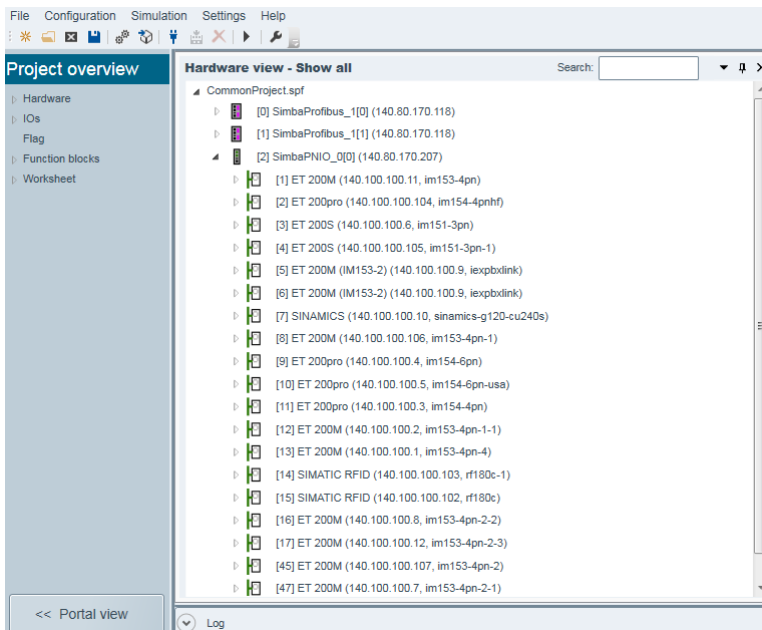 File Configuration Simulation Settings Help
Project overview
Hardware
IOs
Flag
Function blocks
Worksheet
<< Portal view
Hardware view - Show all Search:
CommonProject.spf
[0] SimbaProfibus_1[0] (140.80.170.118)
[1] SimbaProfibus_1[1] (140.80.170.118)
[2] SimbaPNIO_0[0] (140.80.170.207)
[1] ET 200M (140.100.100.11, im153-4pn)
[2] ET 200pro (140.100.100.104, im154-4pnhf)
[3] ET 200S (140.100.100.6, im151-3pn)
[4] ET 200S (140.100.100.105, im151-3pn-1)
[5] ET 200M (IM153-2) (140.100.100.9, iexpbxlink)
[6] ET 200M (IM153-2) (140.100.100.9, iexpbxlink)
[7] SINAMICS (140.100.100.10, sinamics-g120-cu240s)
[8] ET 200M (140.100.100.106, im153-4pn-1)
[9] ET 200pro (140.100.100.4, im154-6pn)
[10] ET 200pro (140.100.100.5, im154-6pn-usa)
[11] ET 200pro (140.100.100.3, im154-4pn)
[12] ET 200M (140.100.100.2, im153-4pn-1-1)
[13] ET 200M (140.100.100.1, im153-4pn-4)
[14] SIMATIC RFID (140.100.100.103, rf180c-1)
[15] SIMATIC RFID (140.100.100.102, rf180c)
[16] ET 200M (140.100.100.8, im153-4pn-2-2)
[17] ET 200M (140.100.100.12, im153-4pn-2-3)
[45] ET 200M (140.100.100.107, im153-4pn-2)
[47] ET 200M (140.100.100.7, im153-4pn-2-1)
Log